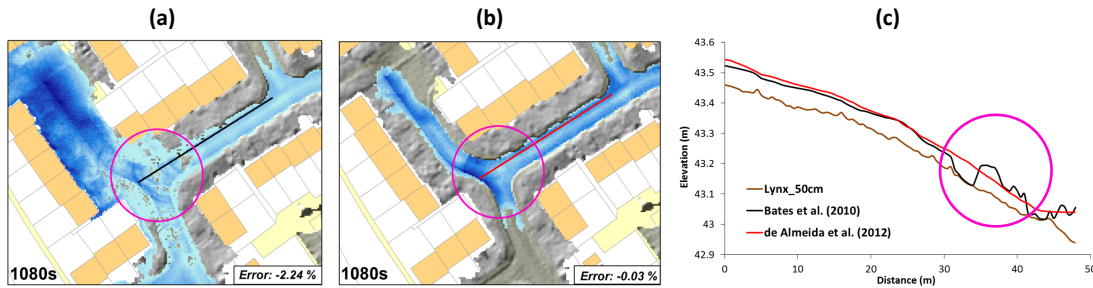 (a)
1080s
Error: -2.24 %
(b)
1080s
Error: -0.03 %
(c)
Elevation (m)
43.6
43.5
43.4
43.3
43.2
43.1
43
42.9
Lynx_50cm
Bates et al. (2010)
de Almeida et al. (2012)
0
10
20
30
40
50
Distance (m)